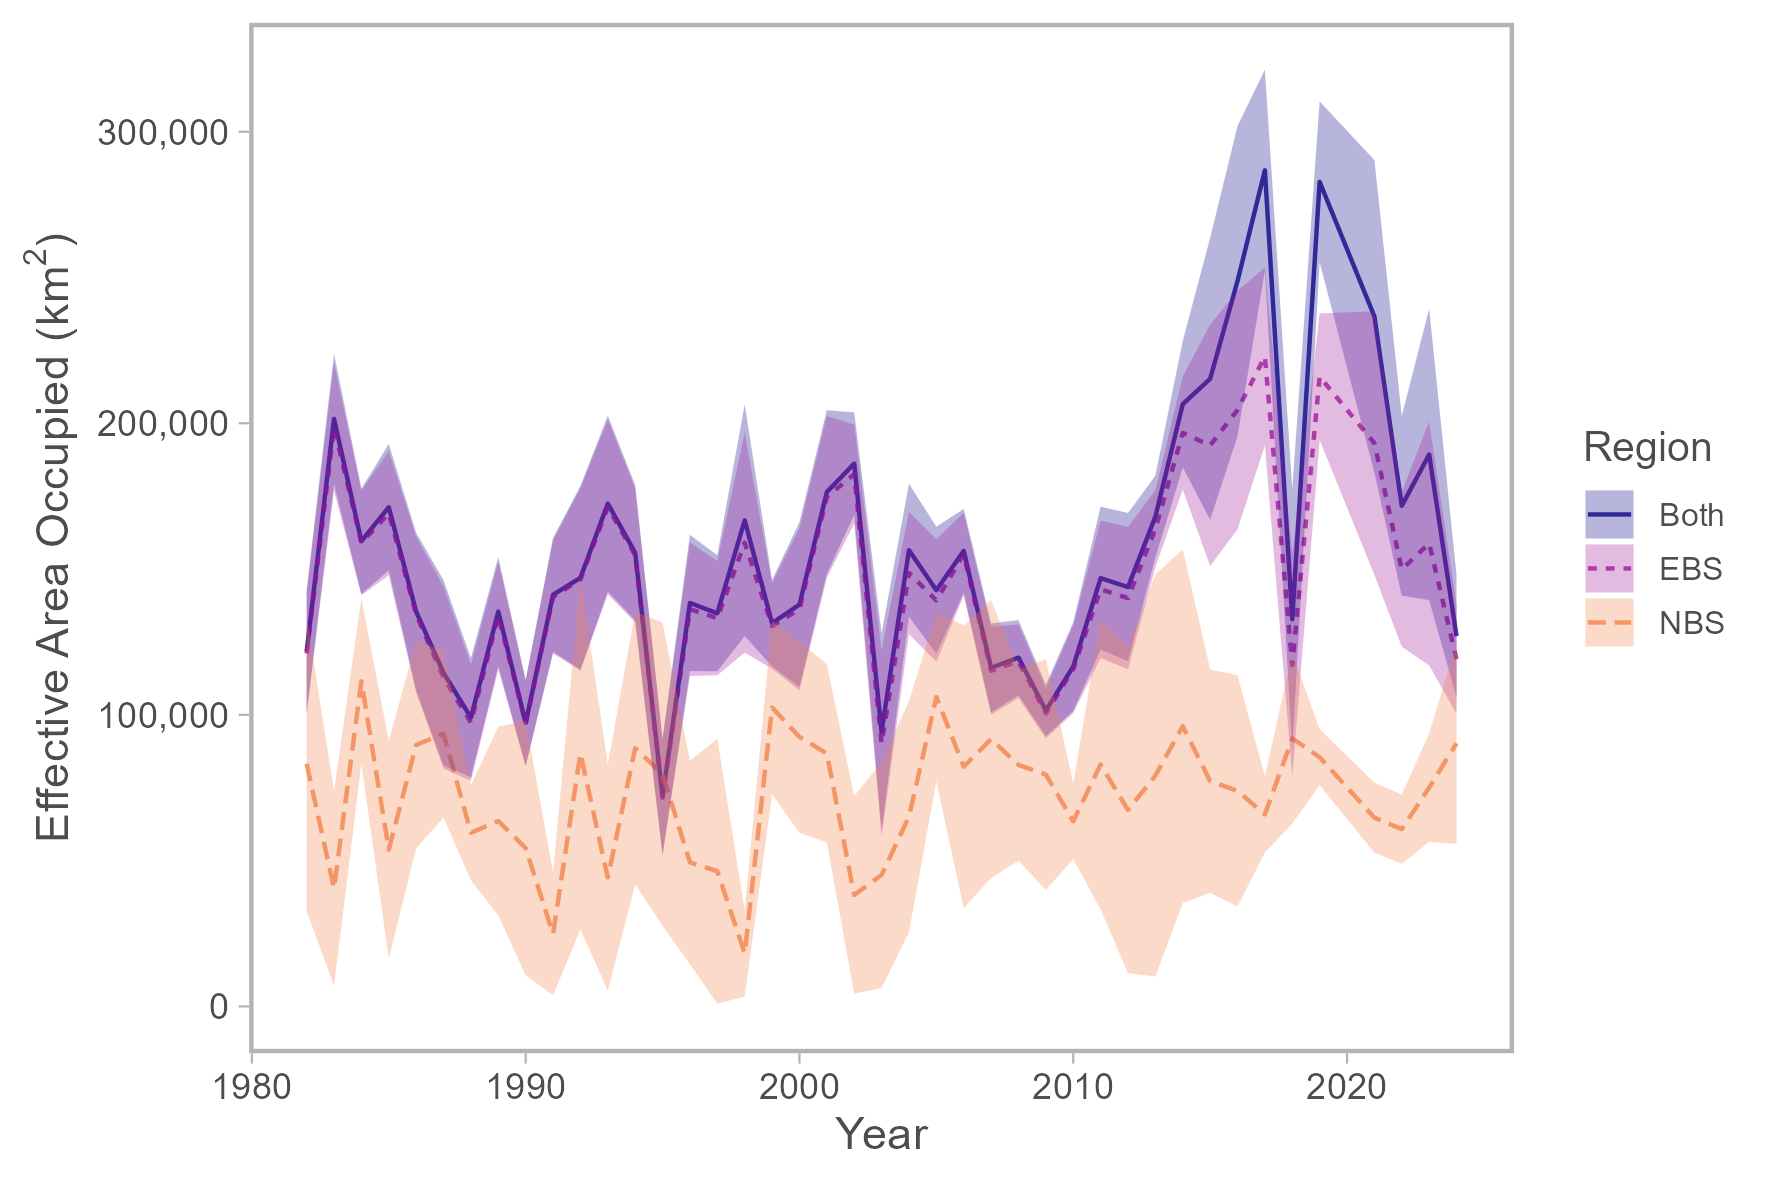 Effective Area Occupied (km²)
300,000
200,000
100,000
0
1980 1990 2000 2010 2020
Year
Region
Both
EBS
NBS